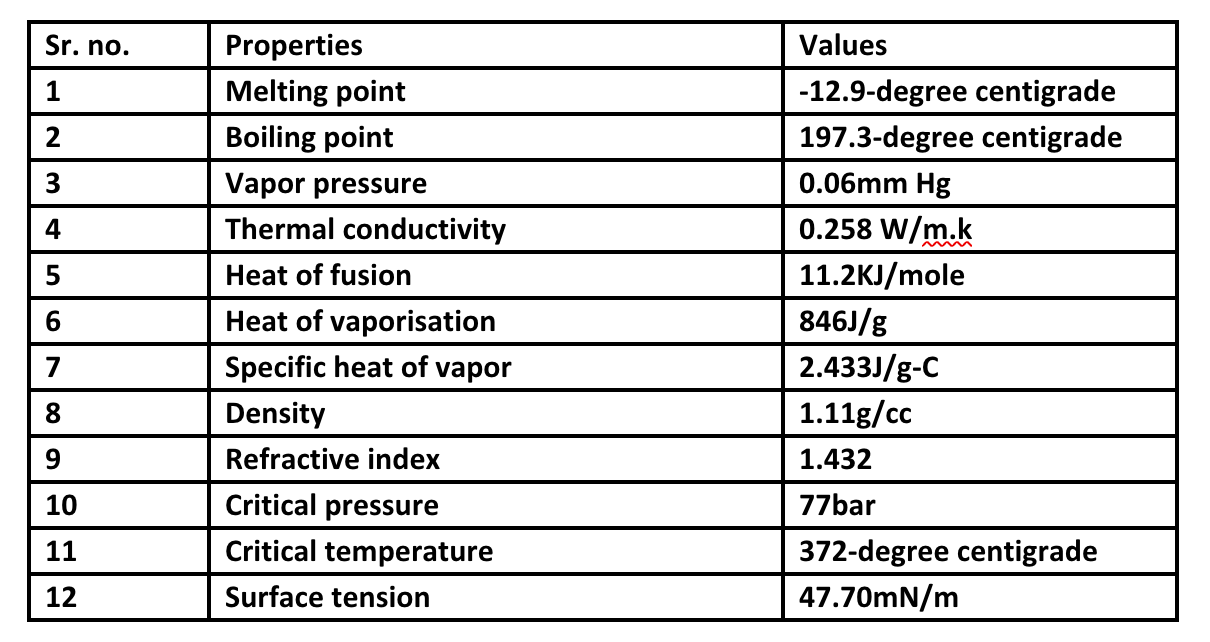 Sr. no. Properties Values
1 Melting point -12.9-degree centigrade
2 Boiling point 197.3-degree centigrade
3 Vapor pressure 0.06mm Hg
4 Thermal conductivity 0.258 W/m.k
5 Heat of fusion 11.2KJ/mole
6 Heat of vaporisation 846J/g
7 Specific heat of vapor 2.433J/g-C
8 Density 1.11g/cc
9 Refractive index 1.432
10 Critical pressure 77bar
11 Critical temperature 372-degree centigrade
12 Surface tension 47.70mN/m